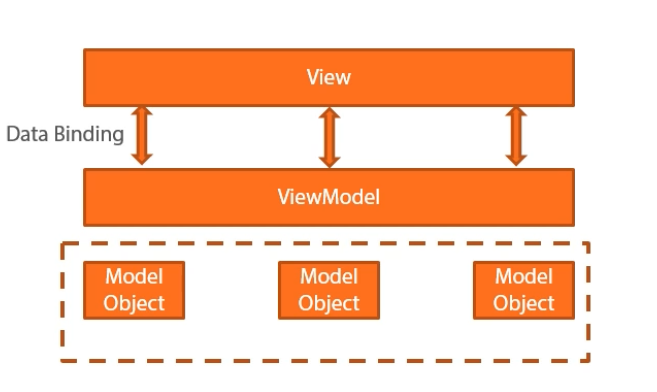 View
Data Binding
ViewModel
Model
Object
Model
Object
Model
Object